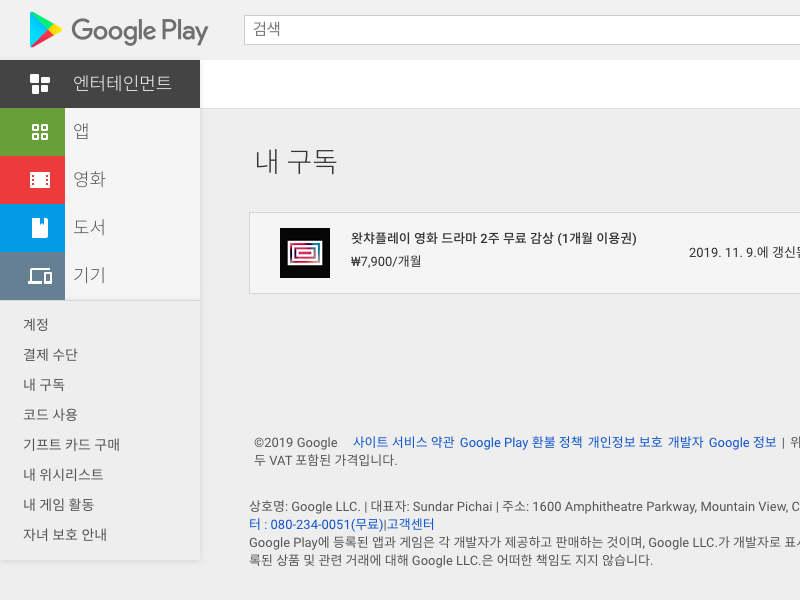 Google Play
검색
엔터테인먼트
앱
영화
도서
기기
계정
결제 수단
내 구독
코드 사용
기프트 카드 구매
내 위시리스트
내 게임 활동
자녀 보호 안내
내 구독
왓챠플레이 영화 드라마 2주 무료 감상 (1개월 이용권)
₩7,900/개월
2019. 11. 9.에 갱신
©2019 Google 사이트 서비스 약관 Google Play 환불 정책 개인정보 보호 개발자 Google 정보 | 위
두 VAT 포함된 가격입니다.
상호명: Google LLC. | 대표자: Sundar Pichai | 주소: 1600 Amphitheatre Parkway, Mountain View, C
터 : 080-234-0051(무료)|고객센터
Google Play에 등록된 앱과 게임은 각 개발자가 제공하고 판매하는 것이며, Google LLC.가 개발자로 표시
록된 상품 및 관련 거래에 대해 Google LLC.은 어떠한 책임도 지지 않습니다.